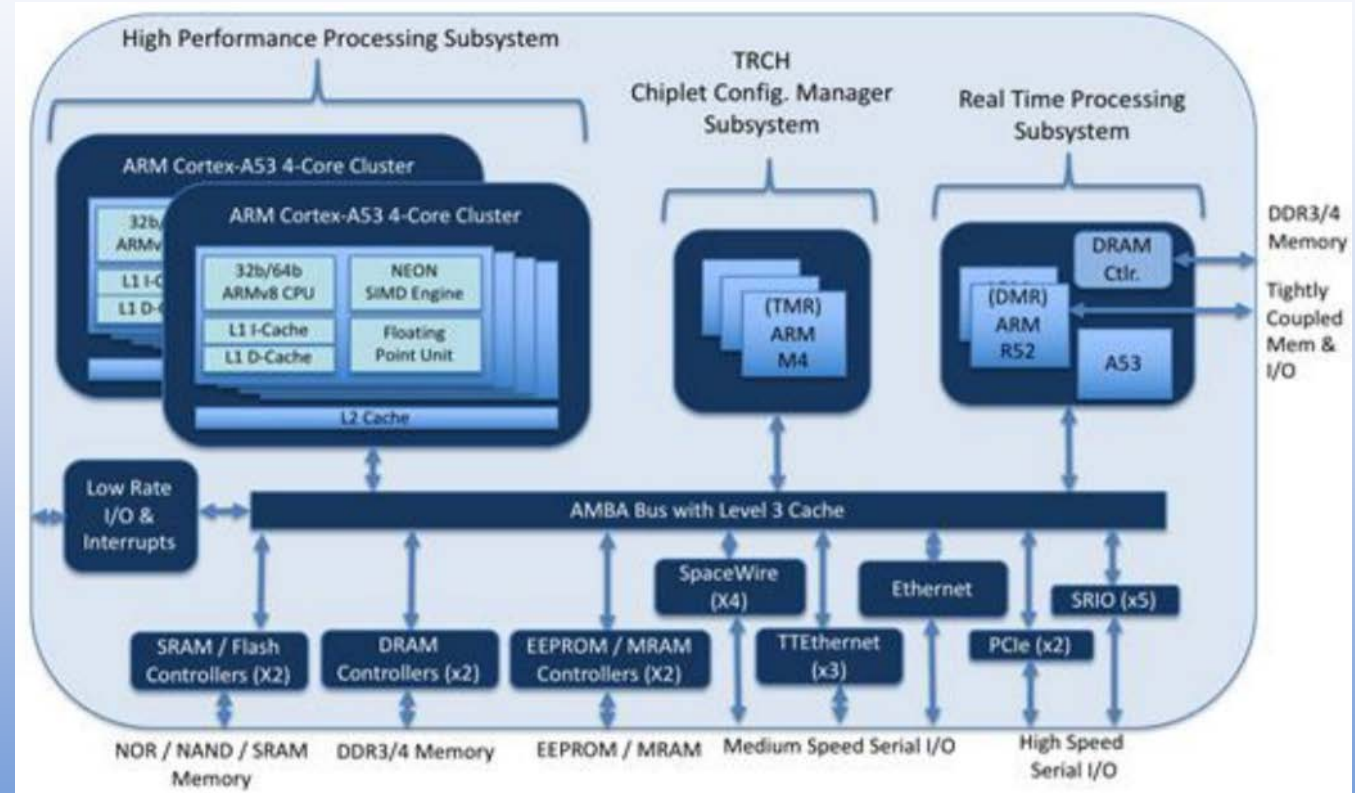 High Performance Processing Subsystem
TRCH
Chiplet Config. Manager
Subsystem
Real Time Processing
Subsystem
ARM Cortex-A53 4-Core Cluster
32b/
ARMv
L1 I-C
L1 D-
ARM Cortex-A53 4-Core Cluster
32b/64b
ARMv8 CPU
NEON
SIMD Engine
L1 I-Cache
L1 D-Cache
Floating
Point Unit
L2 Cache
(TMR)
ARM
M4
DRAM
Ctlr.
(DMR)
ARM
R52
A53
DDR3/4
Memory
Tightly
Coupled
Mem &
I/O
Low Rate
I/O &
Interrupts
AMBA Bus with Level 3 Cache
SpaceWire
(X4)
Ethernet
SRIO (x5)
SRAM / Flash
Controllers (X2)
DRAM
Controllers (x2)
EEPROM / MRAM
Controllers (X2)
TTEthernet
(x3)
PCIe (x2)
NOR / NAND / SRAM
Memory
DDR3/4 Memory
EEPROM / MRAM
Medium Speed Serial I/O
High Speed
Serial I/O